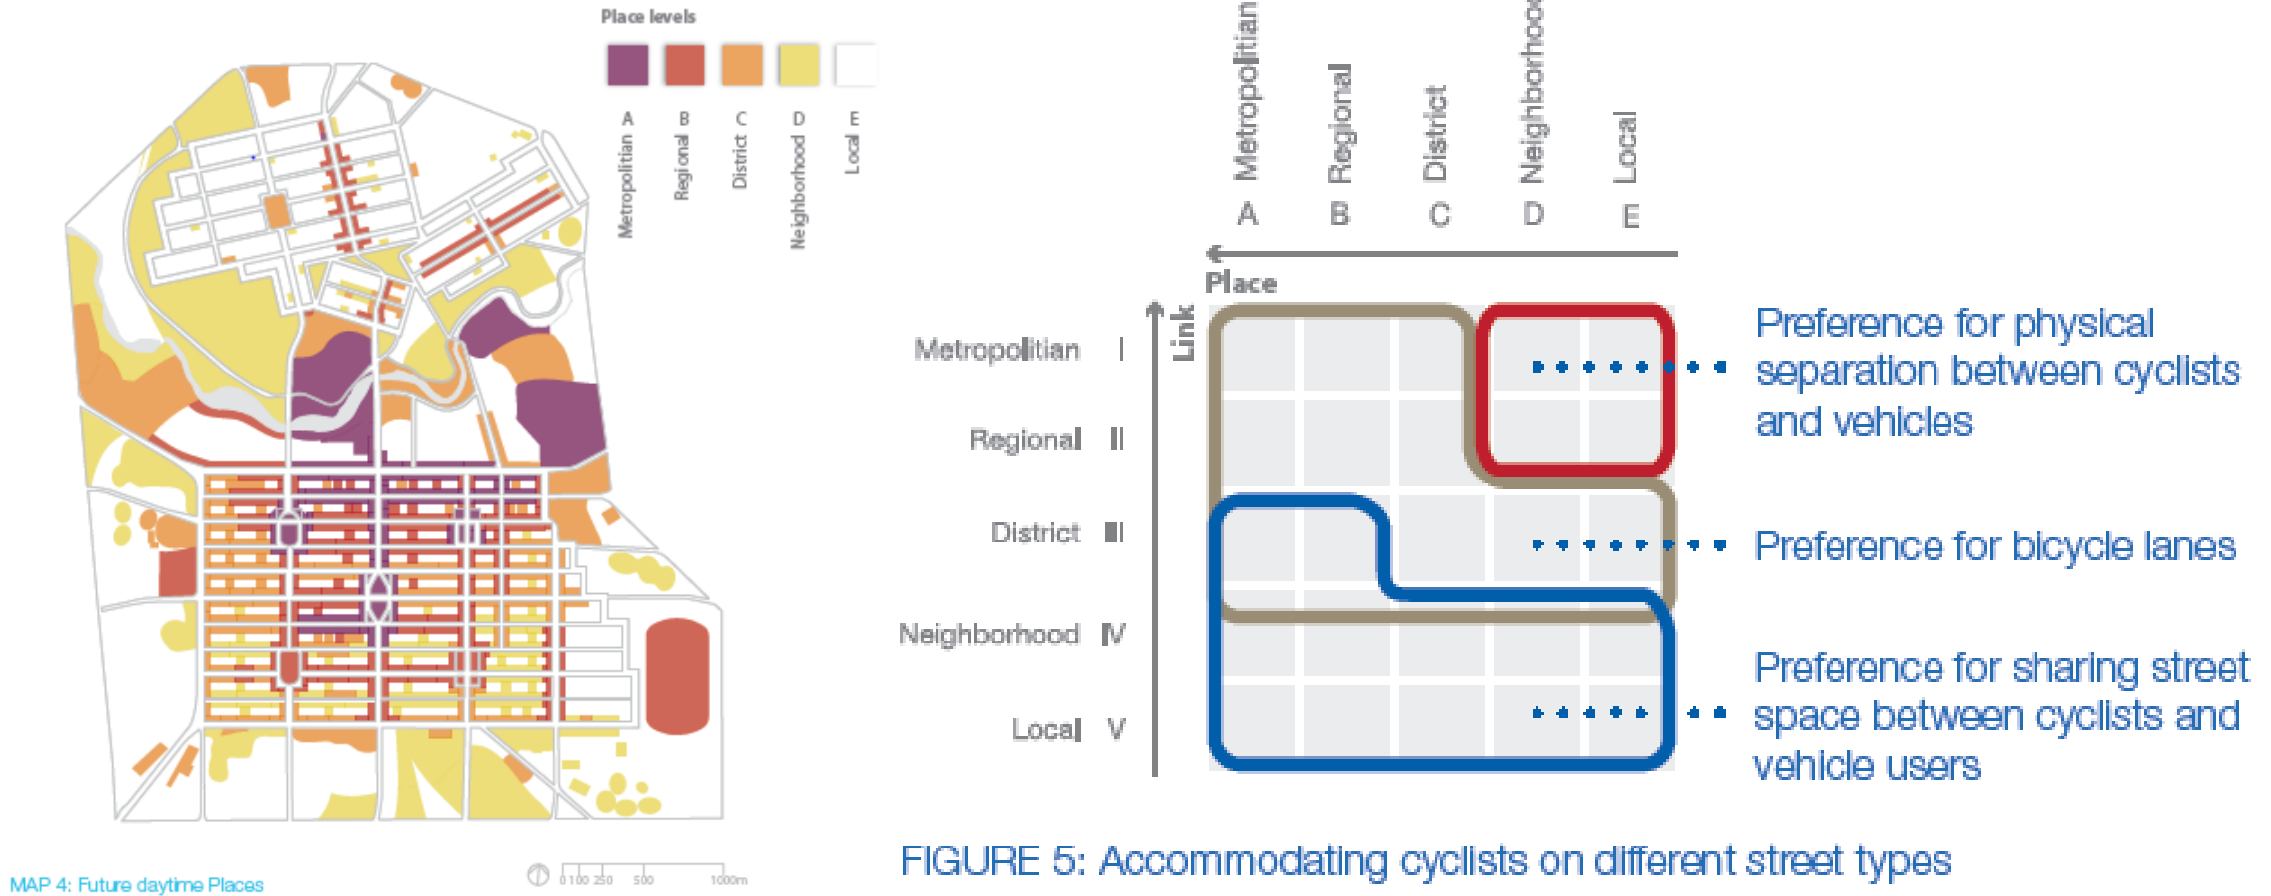 Place levels
A
B
C
D
E
Metropolitian
Regional
District
Neighborhood
Local
MAP 4: Future daytime Places
0 100 250 500 1000m
Metropolitian
Regional
District
Neighborhood
Local
A
B
C
D
E
Place
Link
Metropolitian I
Regional II
District III
Neighborhood IV
Local V
Preference for physical
separation between cyclists
and vehicles
Preference for bicycle lanes
Preference for sharing street
space between cyclists and
vehicle users
FIGURE 5: Accommodating cyclists on different street types